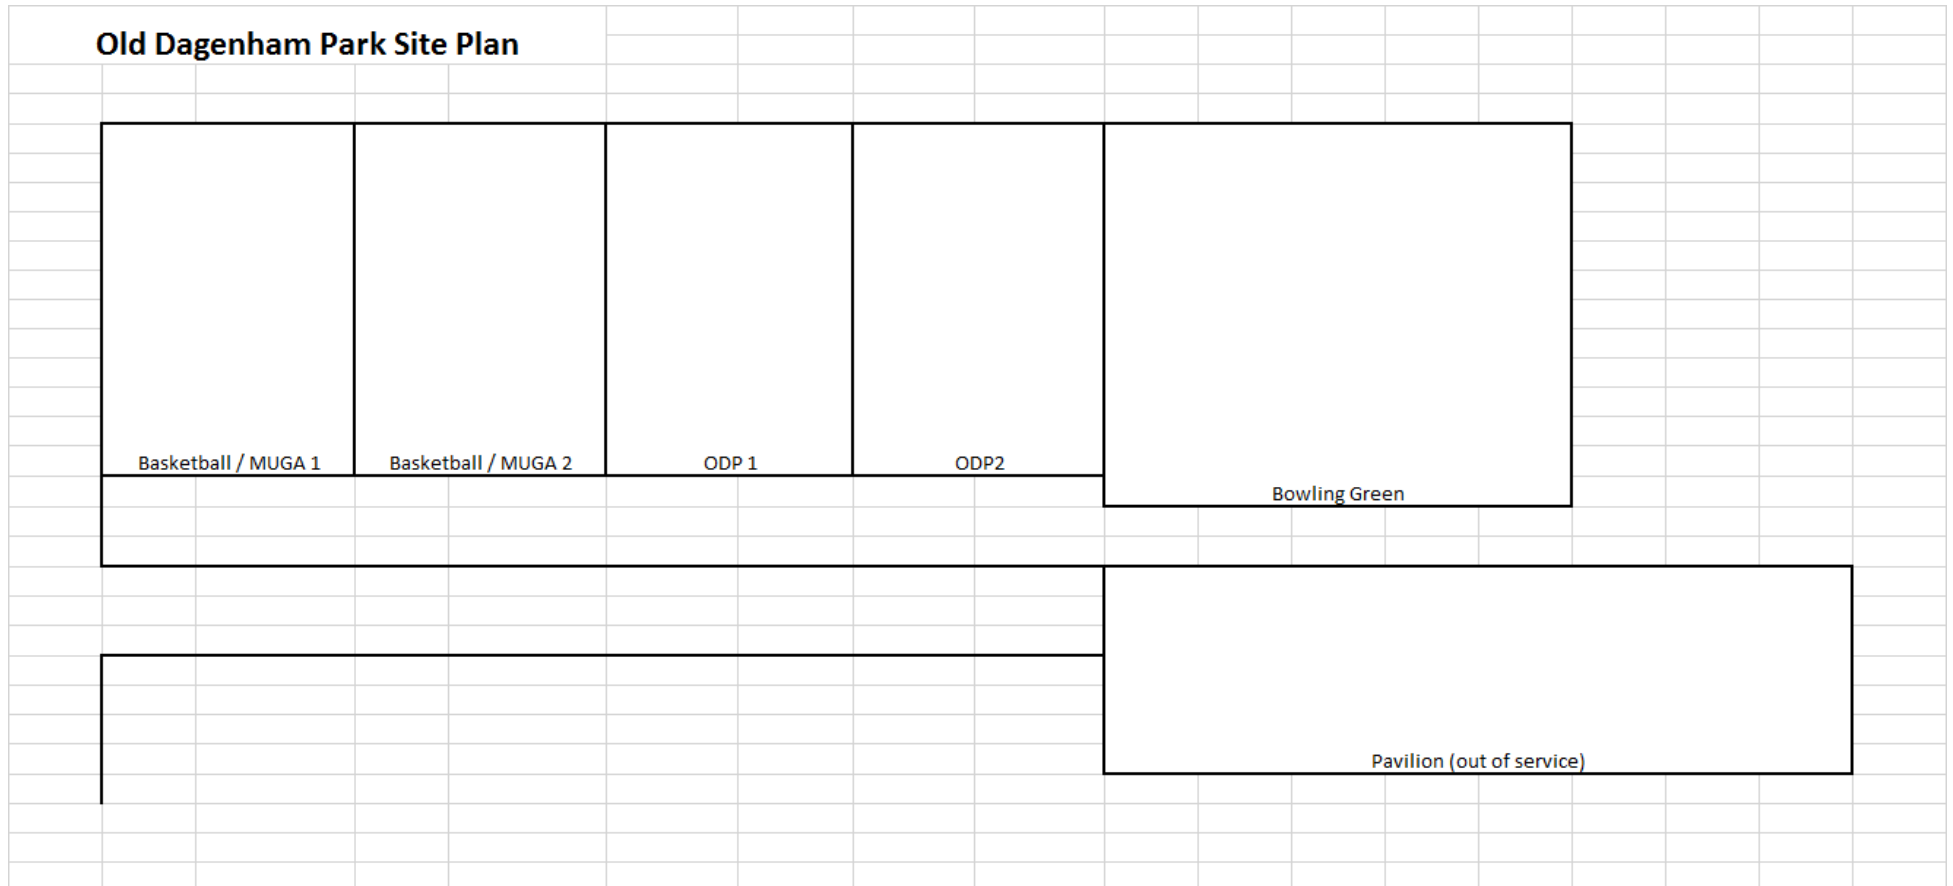 Old Dagenham Park Site Plan
Basketball / MUGA 1
Basketball / MUGA 2
ODP 1
ODP2
Bowling Green
Pavilion (out of service)